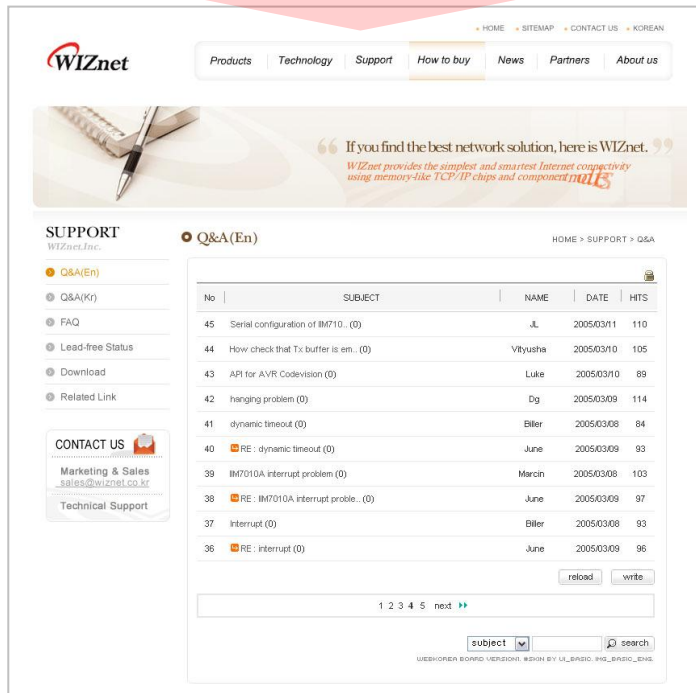 HOME SITEMAP CONTACT US KOREAN
WIZnet
Products Technology Support How to buy News Partners About us
If you find the best network solution, here is WIZnet.
WIZnet provides the simplest and smartest Internet connectivity
using memory-like TCP/IP chips and component
SUPPORT
WIZnet.Inc.
Q&A(En)
Q&A(Kr)
FAQ
Lead-free Status
Download
Related Link
CONTACT US
Marketing & Sales
sales@wiznet.co.kr
Technical Support
Q&A(En)
HOME > SUPPORT > Q&A
No SUBJECT NAME DATE HITS
45 Serial configuration of IIM710.. (0) JL 2005/03/11 110
44 How check that Tx buffer is em.. (0) Vityusha 2005/03/10 105
43 API for AVR Codevision (0) Luke 2005/03/10 89
42 hanging problem (0) Dg 2005/03/09 114
41 dynamic timeout (0) Biller 2005/03/08 84
40 RE : dynamic timeout (0) June 2005/03/09 93
39 IIM7010A interrupt problem (0) Marcin 2005/03/08 103
38 RE : IIM7010A interrupt proble.. (0) June 2005/03/09 97
37 Interrupt (0) Biller 2005/03/08 93
36 RE : interrupt (0) June 2005/03/09 96
reload write
1 2 3 4 5 next
subject search
WEBKOREA BOARD VERSION1. #SKIN BY UI_BASIC. IMG_BASIC_ENG.